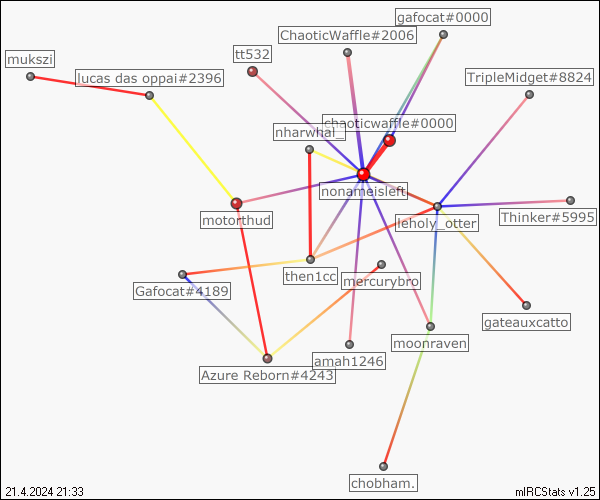 gafocat#0000
ChaoticWaffle#2006
tt532
mukszi
lucas das oppai#2396
TripleMidget#8824
chaoticwaffle#0000
nharwhal_
nonameisleft
motorthud
leholy_otter
Thinker#5995
then1cc
mercurybro
Gafocat#4189
gateauxcatto
moonraven
amah1246
Azure Reborn#4243
chobham.
21.4.2024 21:33
mIRCStats v1.25